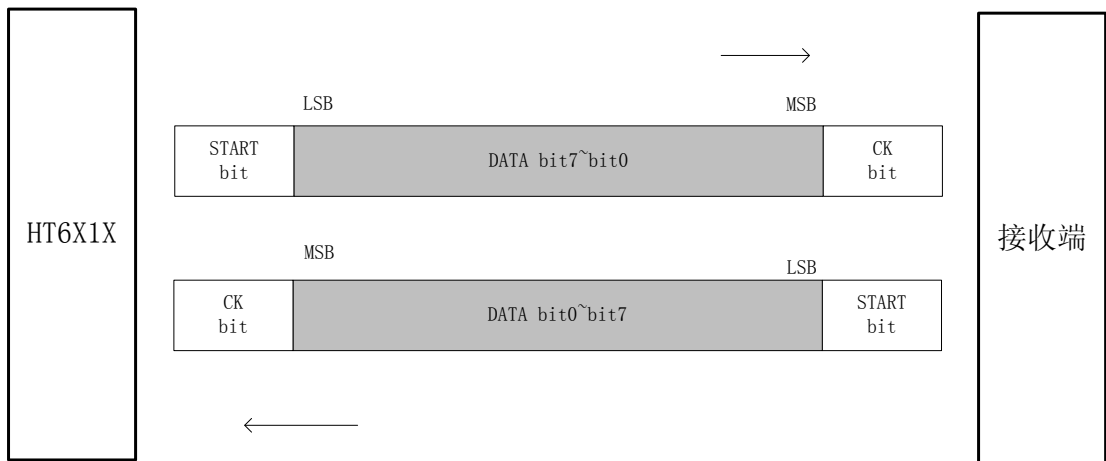 LSB
MSB
START
bit
DATA bit7~bit0
CK
bit
HT6X1X
接收端
MSB
LSB
CK
bit
DATA bit0~bit7
START
bit